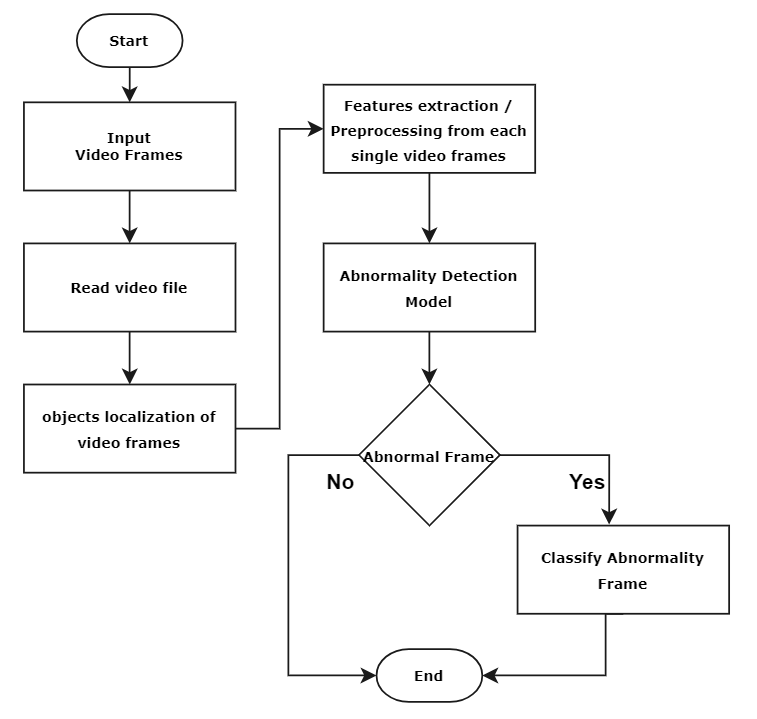 Start
Input
Video Frames
Read video file
objects localization of
video frames
Features extraction /
Preprocessing from each
single video frames
Abnormality Detection
Model
Abnormal Frame
No
Yes
Classify Abnormality
Frame
End